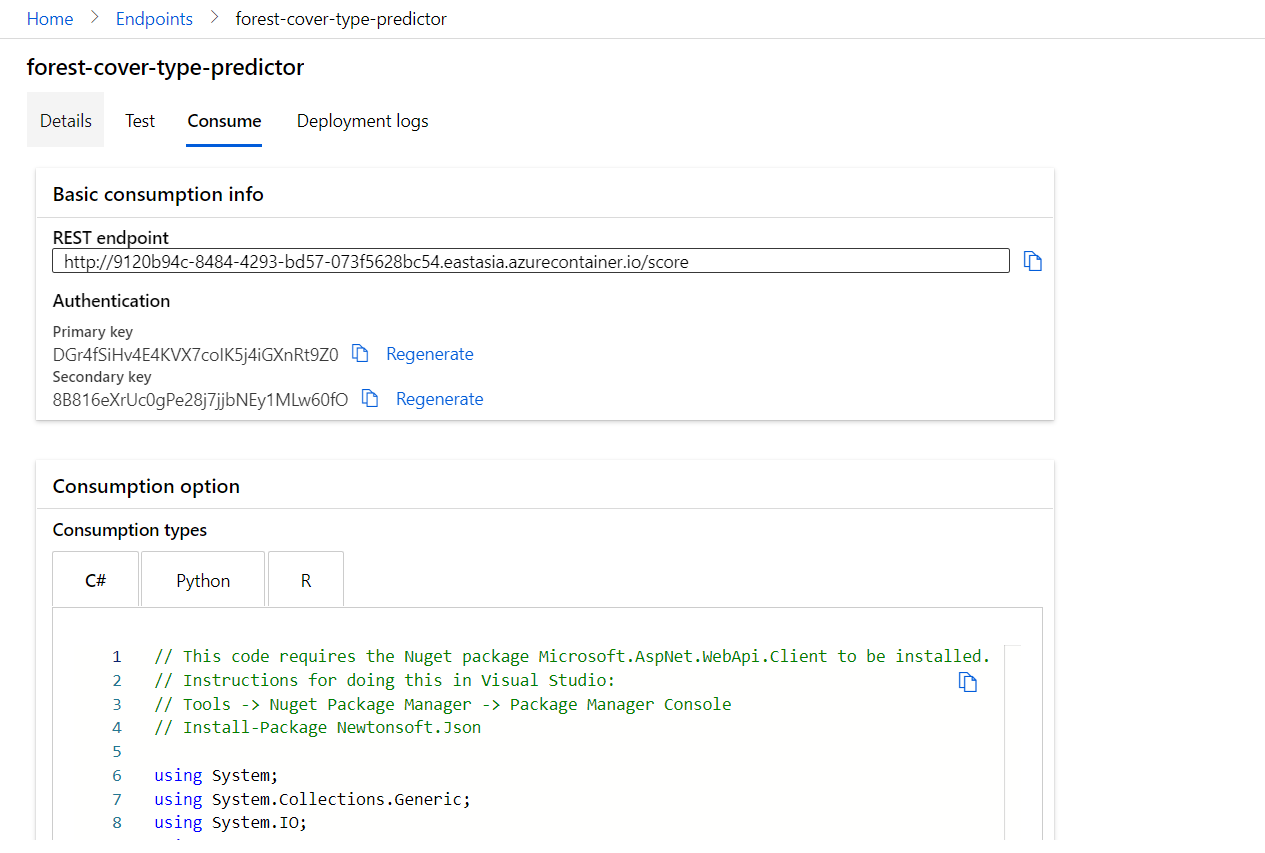 Home > Endpoints > forest-cover-type-predictor
forest-cover-type-predictor
Details Test Consume Deployment logs
Basic consumption info
REST endpoint
http://9120b94c-8484-4293-bd57-073f5628bc54.eastasia.azurecontainer.io/score
Authentication
Primary key
DGr4fSiHv4E4KVX7coIK5j4iGXnRt9Z0 Regenerate
Secondary key
8B816eXrUc0gPe28j7jjbNEy1MLw60fO Regenerate
Consumption option
Consumption types
C# Python R
1 // This code requires the Nuget package Microsoft.AspNet.WebApi.Client to be installed.
2 // Instructions for doing this in Visual Studio:
3 // Tools -> Nuget Package Manager -> Package Manager Console
4 // Install-Package Newtonsoft.Json
5
6 using System;
7 using System.Collections.Generic;
8 using System.IO;